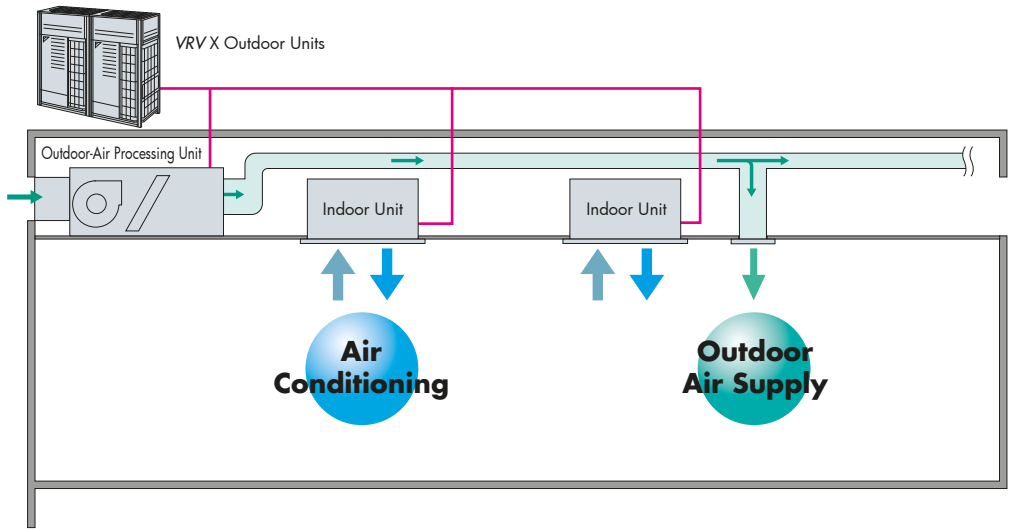 VRV X Outdoor Units
Outdoor-Air Processing Unit
Indoor Unit
Indoor Unit
Air
Conditioning
Outdoor
Air Supply